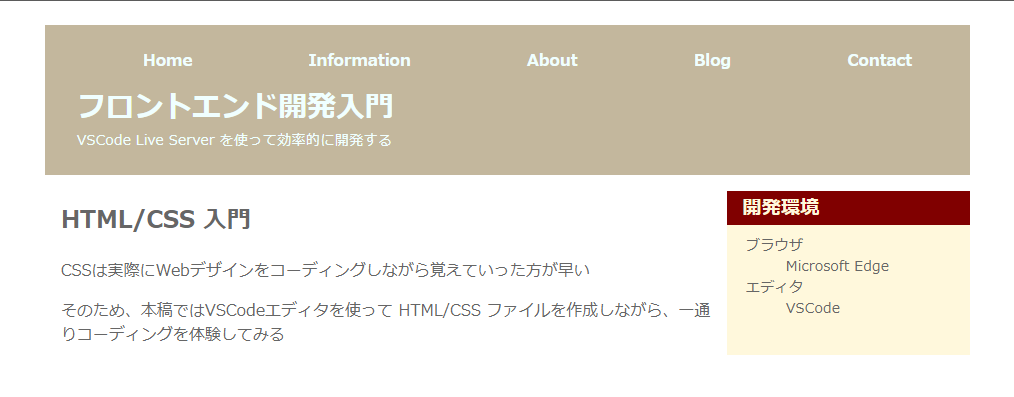 Home Information About Blog Contact
フロントエンド開発入門
VSCode Live Server を使って効率的に開発する
HTML/CSS 入門
CSSは実際にWebデザインをコーディングしながら覚えていった方が早い
そのため、本稿ではVSCodeエディタを使って HTML/CSS ファイルを作成しながら、一通
りコーディングを体験してみる
開発環境
ブラウザ
Microsoft Edge
エディタ
VSCode